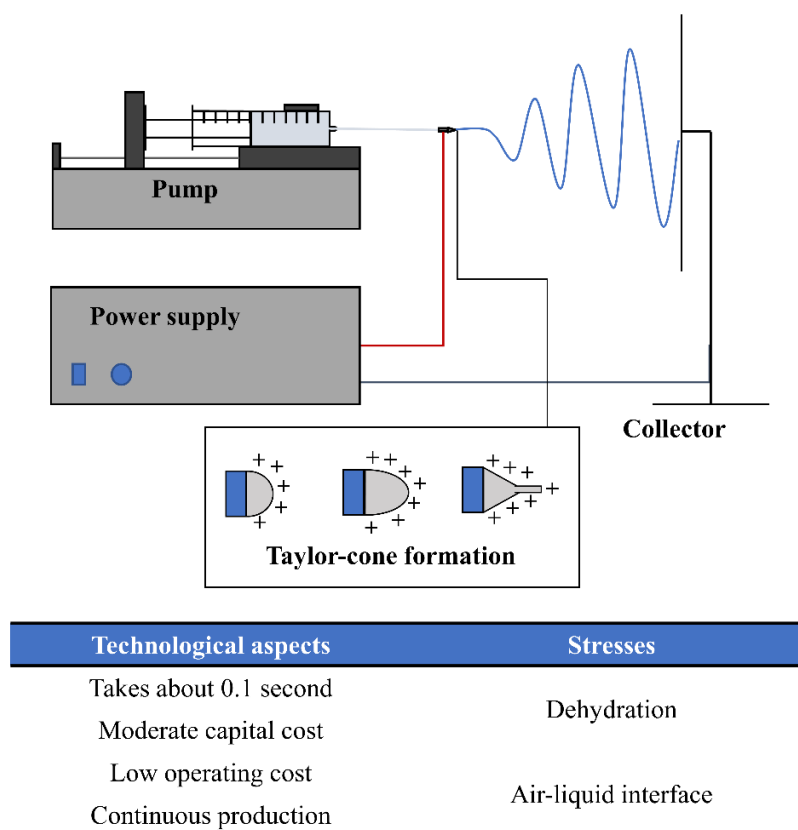 Pump
Power supply
Collector
+ + + + +
+ + + + + + +
+ + + + + + +
Taylor-cone formation
Technological aspects
Stresses
Takes about 0.1 second
Moderate capital cost
Low operating cost
Continuous production
Dehydration
Air-liquid interface